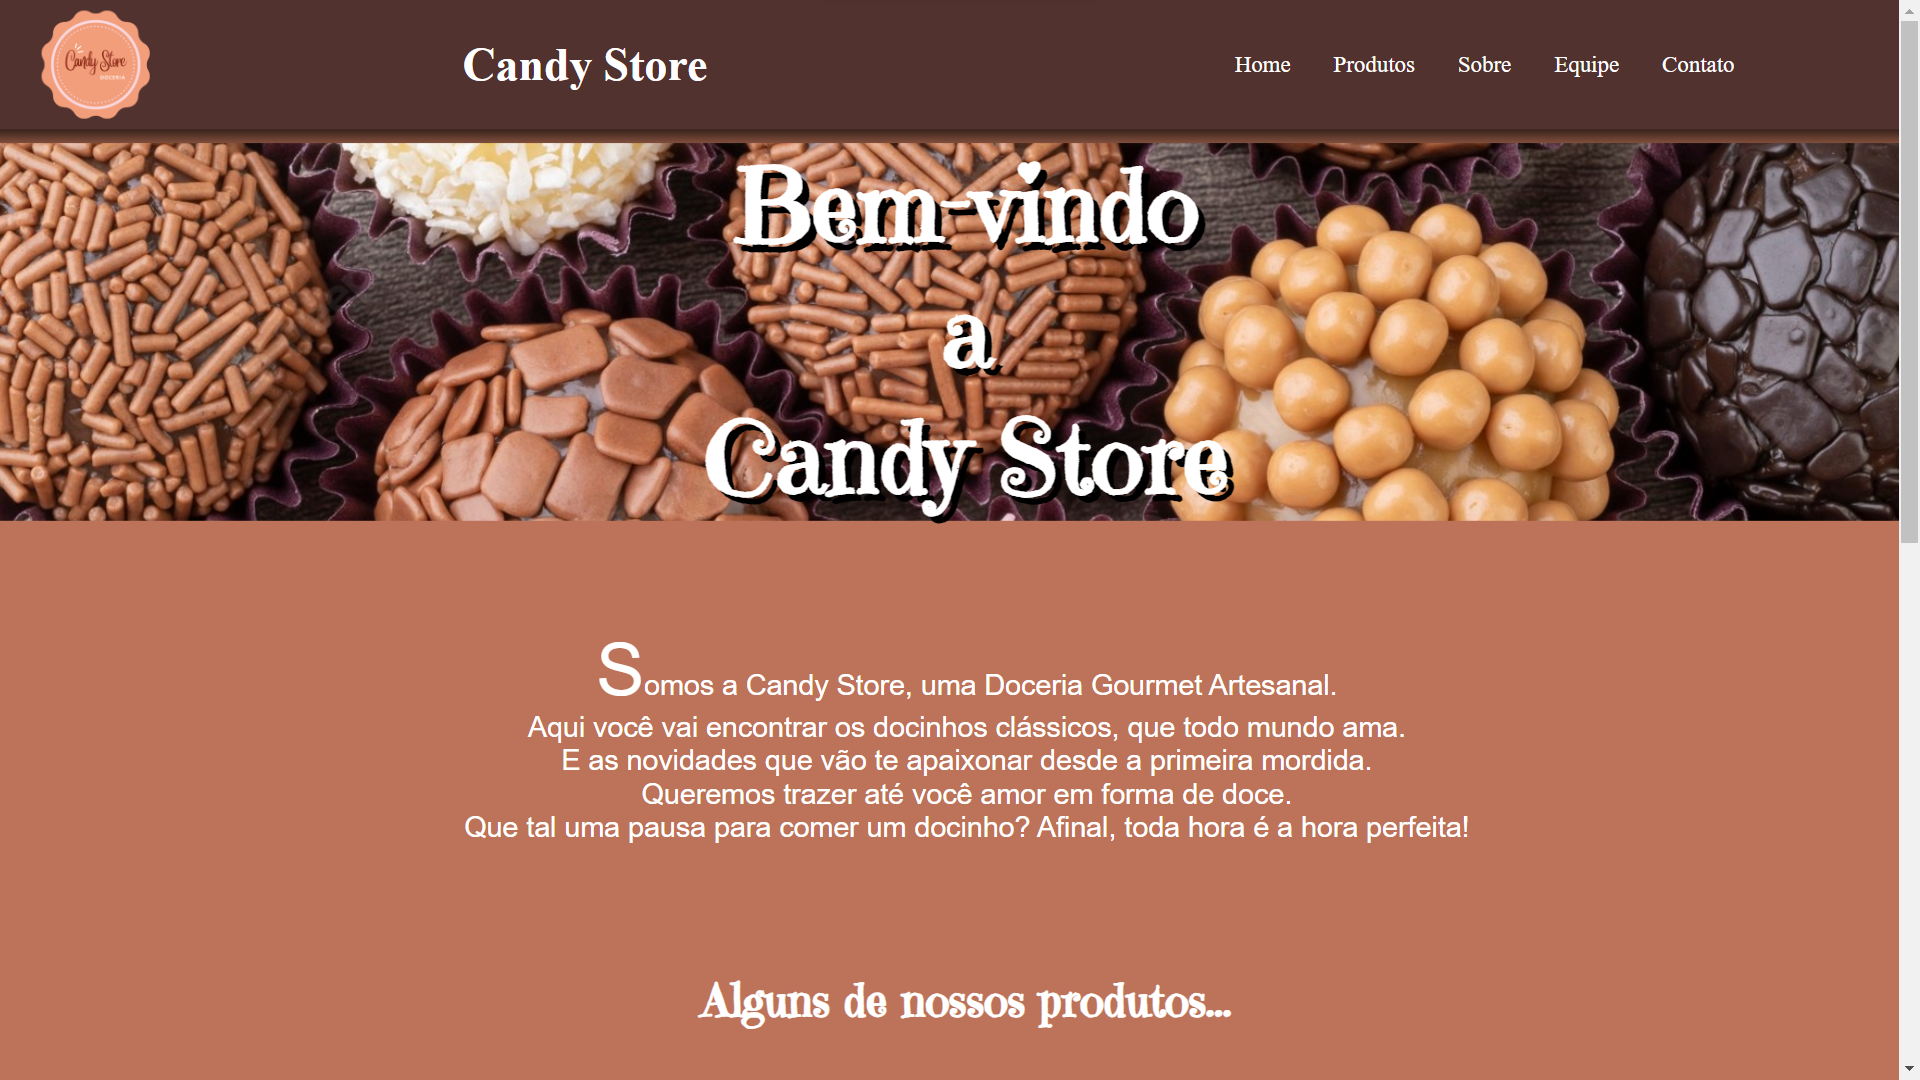 Candy Store
DOCERIA
Candy Store
Home Produtos Sobre Equipe Contato
Bem-vindo
a
Candy Store
Somos a Candy Store, uma Doceria Gourmet Artesanal.
Aqui você vai encontrar os docinhos clássicos, que todo mundo ama.
E as novidades que vão te apaixonar desde a primeira mordida.
Queremos trazer até você amor em forma de doce.
Que tal uma pausa para comer um docinho? Afinal, toda hora é a hora perfeita!
Alguns de nossos produtos...